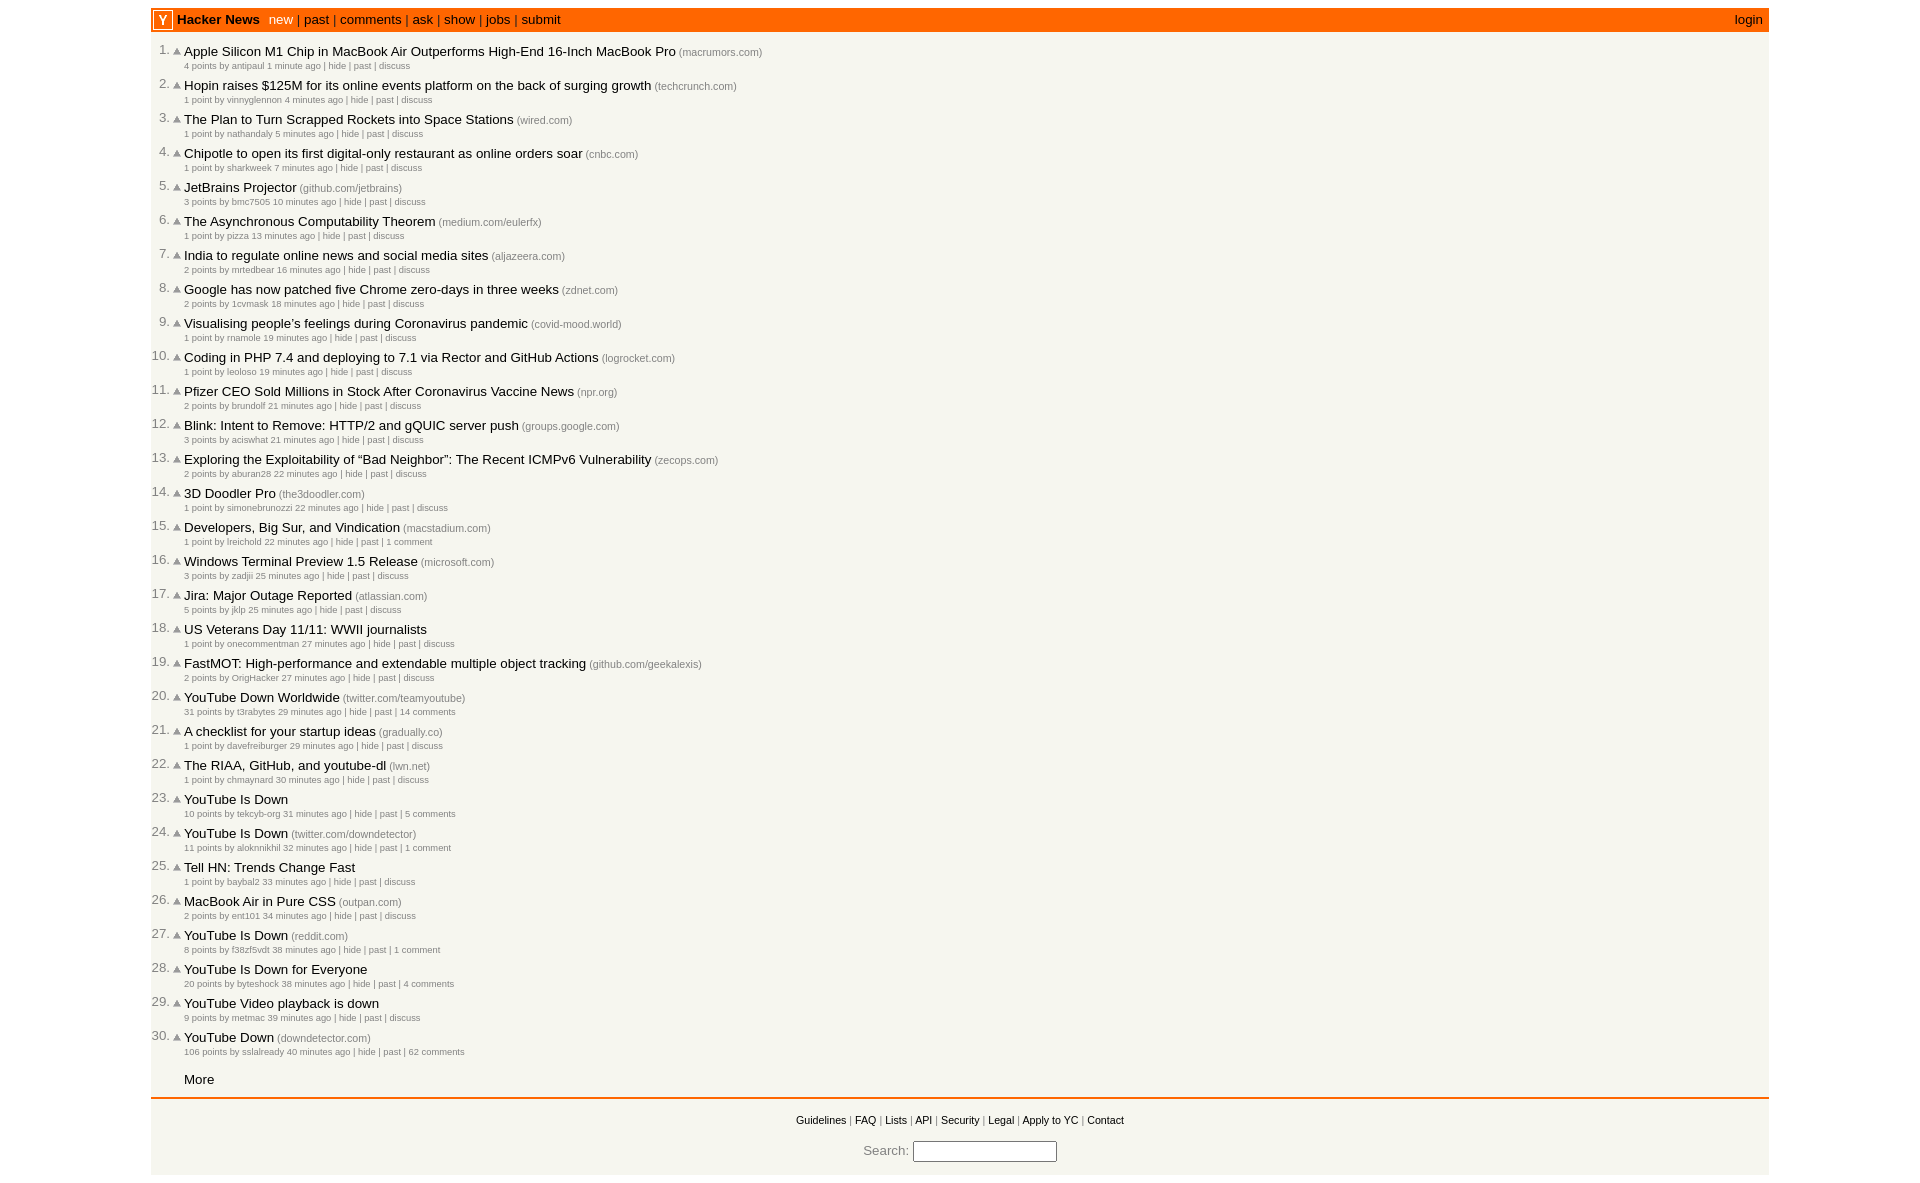 Y Hacker News new | past | comments | ask | show | jobs | submit login
1. Apple Silicon M1 Chip in MacBook Air Outperforms High-End 16-Inch MacBook Pro (macrumors.com)
4 points by antipaul 1 minute ago | hide | past | discuss
2. Hopin raises $125M for its online events platform on the back of surging growth (techcrunch.com)
1 point by vinnyglennon 4 minutes ago | hide | past | discuss
3. The Plan to Turn Scrapped Rockets into Space Stations (wired.com)
1 point by nathandaly 5 minutes ago | hide | past | discuss
4. Chipotle to open its first digital-only restaurant as online orders soar (cnbc.com)
1 point by sharkweek 7 minutes ago | hide | past | discuss
5. JetBrains Projector (github.com/jetbrains)
3 points by bmc7505 10 minutes ago | hide | past | discuss
6. The Asynchronous Computability Theorem (medium.com/eulerfx)
1 point by pizza 13 minutes ago | hide | past | discuss
7. India to regulate online news and social media sites (aljazeera.com)
2 points by mrtedbear 16 minutes ago | hide | past | discuss
8. Google has now patched five Chrome zero-days in three weeks (zdnet.com)
2 points by 1cvmask 18 minutes ago | hide | past | discuss
9. Visualising people’s feelings during Coronavirus pandemic (covid-mood.world)
1 point by rnamole 19 minutes ago | hide | past | discuss
10. Coding in PHP 7.4 and deploying to 7.1 via Rector and GitHub Actions (logrocket.com)
1 point by leoloso 19 minutes ago | hide | past | discuss
11. Pfizer CEO Sold Millions in Stock After Coronavirus Vaccine News (npr.org)
2 points by brundolf 21 minutes ago | hide | past | discuss
12. Blink: Intent to Remove: HTTP/2 and gQUIC server push (groups.google.com)
3 points by aciswhat 21 minutes ago | hide | past | discuss
13. Exploring the Exploitability of “Bad Neighbor”: The Recent ICMPv6 Vulnerability (zecops.com)
2 points by aburan28 22 minutes ago | hide | past | discuss
14. 3D Doodler Pro (the3doodler.com)
1 point by simonebrunozzi 22 minutes ago | hide | past | discuss
15. Developers, Big Sur, and Vindication (macstadium.com)
1 point by lreichold 22 minutes ago | hide | past | 1 comment
16. Windows Terminal Preview 1.5 Release (microsoft.com)
3 points by zadjii 25 minutes ago | hide | past | discuss
17. Jira: Major Outage Reported (atlassian.com)
5 points by jklp 25 minutes ago | hide | past | discuss
18. US Veterans Day 11/11: WWII journalists
1 point by onecommentman 27 minutes ago | hide | past | discuss
19. FastMOT: High-performance and extendable multiple object tracking (github.com/geekalexis)
2 points by OrigHacker 27 minutes ago | hide | past | discuss
20. YouTube Down Worldwide (twitter.com/teamyoutube)
31 points by t3rabytes 29 minutes ago | hide | past | 14 comments
21. A checklist for your startup ideas (gradually.co)
1 point by davefreiburger 29 minutes ago | hide | past | discuss
22. The RIAA, GitHub, and youtube-dl (lwn.net)
1 point by chmaynard 30 minutes ago | hide | past | discuss
23. YouTube Is Down
10 points by tekcyb-org 31 minutes ago | hide | past | 5 comments
24. YouTube Is Down (twitter.com/downdetector)
11 points by aloknnikhil 32 minutes ago | hide | past | 1 comment
25. Tell HN: Trends Change Fast
1 point by baybal2 33 minutes ago | hide | past | discuss
26. MacBook Air in Pure CSS (outpan.com)
2 points by ent101 34 minutes ago | hide | past | discuss
27. YouTube Is Down (reddit.com)
8 points by f38zf5vdt 38 minutes ago | hide | past | 1 comment
28. YouTube Is Down for Everyone
20 points by byteshock 38 minutes ago | hide | past | 4 comments
29. YouTube Video playback is down
9 points by metmac 39 minutes ago | hide | past | discuss
30. YouTube Down (downdetector.com)
106 points by sslalready 40 minutes ago | hide | past | 62 comments
More
Guidelines | FAQ | Lists | API | Security | Legal | Apply to YC | Contact
Search: